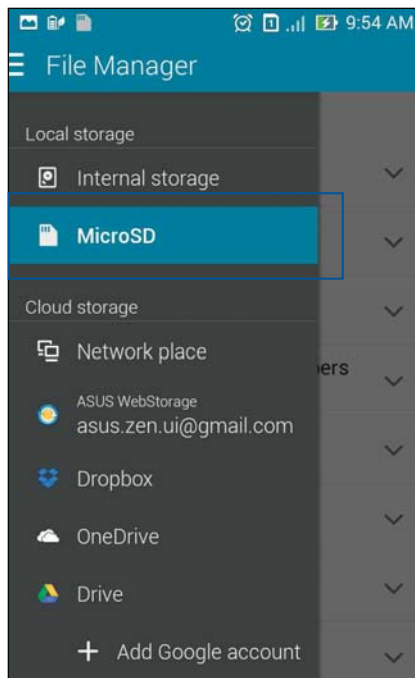 1
9:54 AM
File Manager
Local storage
Internal storage
MicroSD
Cloud storage
Network place
ers
ASUS WebStorage
asus.zen.ui@gmail.com
Dropbox
OneDrive
Drive
+ Add Google account